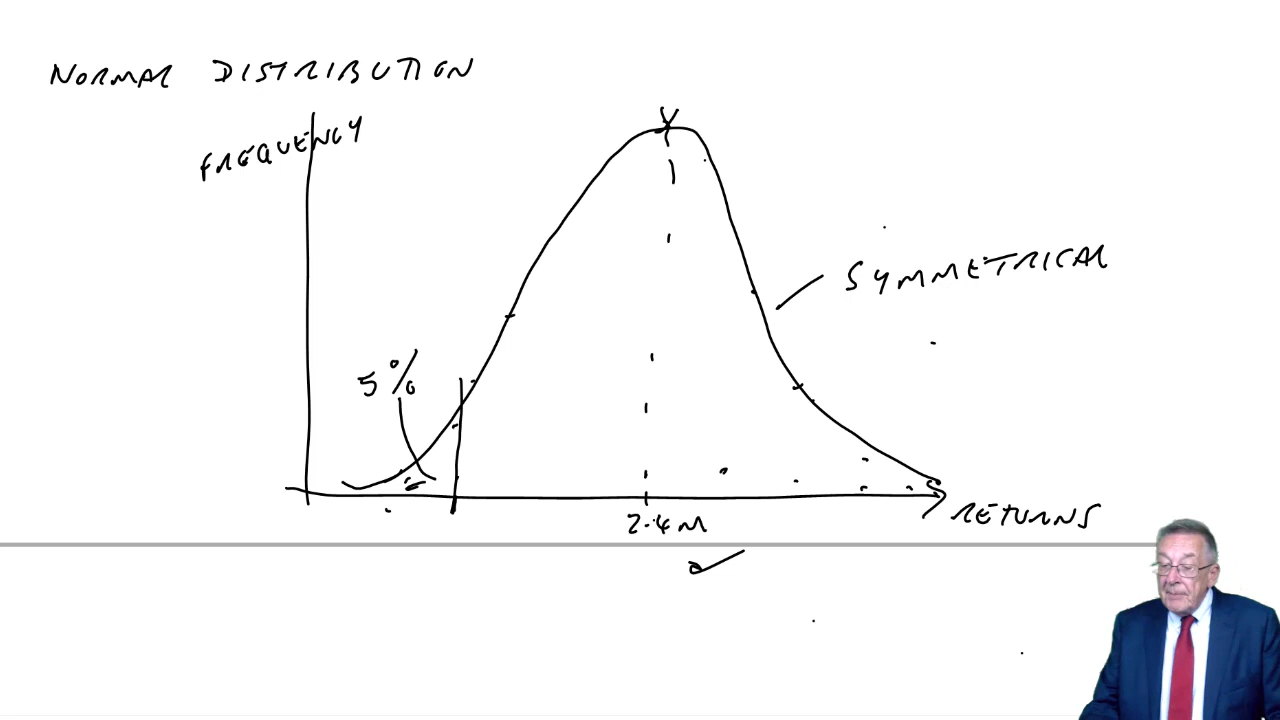 NORMAL DISTRIBUTION
FREQUENCY
SYMMETRICAL
5%
2.4M
RETURNS